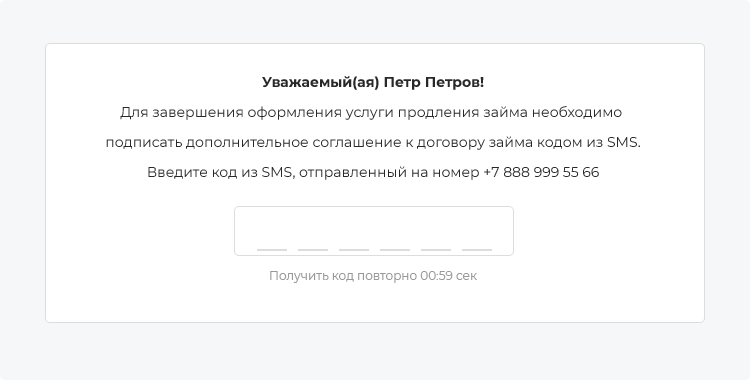 Уважаемый(ая) Петр Петров!
Для завершения оформления услуги продления займа необходимо
подписать дополнительное соглашение к договору займа кодом из SMS.
Введите код из SMS, отправленный на номер +7 888 999 55 66
Получить код повторно 00:59 сек